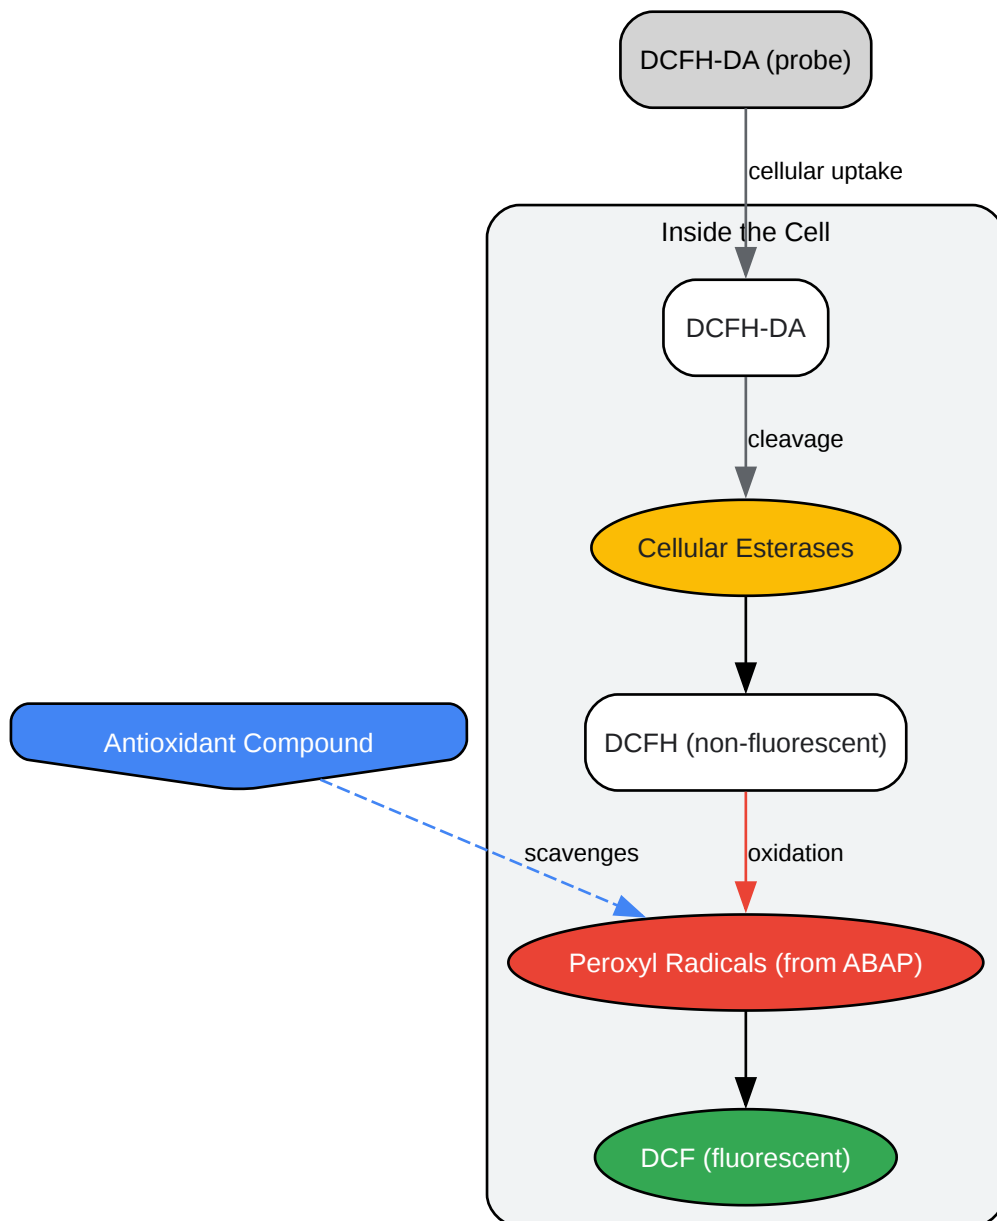 DCFH-DA (probe)
cellular uptake
Inside the Cell
DCFH-DA
cleavage
Cellular Esterases
Antioxidant Compound
DCFH (non-fluorescent)
scavenges
oxidation
Peroxyl Radicals (from ABAP)
DCF (fluorescent)